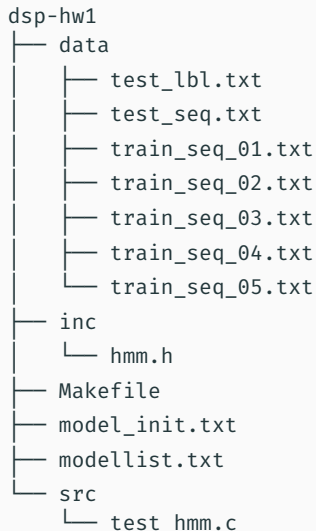 dsp-hw1
├── data
│   ├── test_lbl.txt
│   ├── test_seq.txt
│   ├── train_seq_01.txt
│   ├── train_seq_02.txt
│   ├── train_seq_03.txt
│   ├── train_seq_04.txt
│   └── train_seq_05.txt
├── inc
│   └── hmm.h
├── Makefile
├── model_init.txt
├── modellist.txt
└── src
    └── test_hmm.c